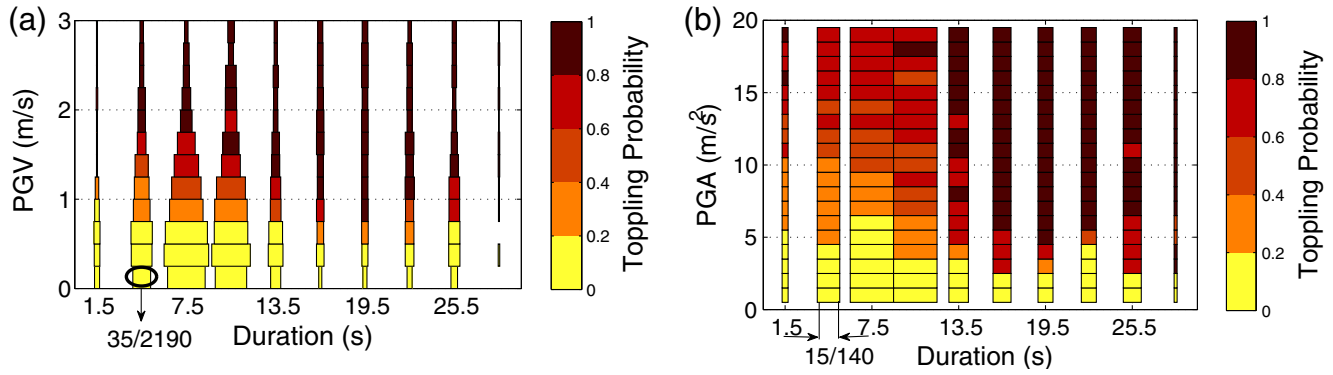 (a)
PGV (m/s)
3
2
1
0
1.5 7.5 13.5 19.5 25.5
35/2190
Duration (s)
Toppling Probability
1
0.8
0.6
0.4
0.2
0
(b)
PGA (m/s²)
20
15
10
5
0
1.5 7.5 13.5 19.5 25.5
15/140
Duration (s)
Toppling Probability
1
0.8
0.6
0.4
0.2
0